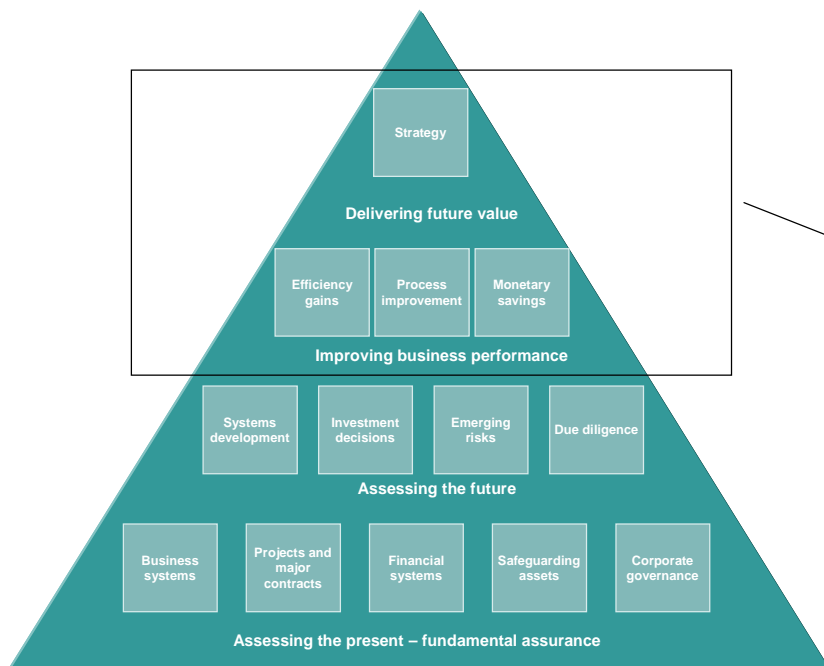 Strategy
Delivering future value
Efficiency
gains
Process
improvement
Monetary
savings
Improving business performance
Systems
development
Investment
decisions
Emerging
risks
Due diligence
Assessing the future
Business
systems
Projects and
major
contracts
Financial
systems
Safeguarding
assets
Corporate
governance
Assessing the present – fundamental assurance